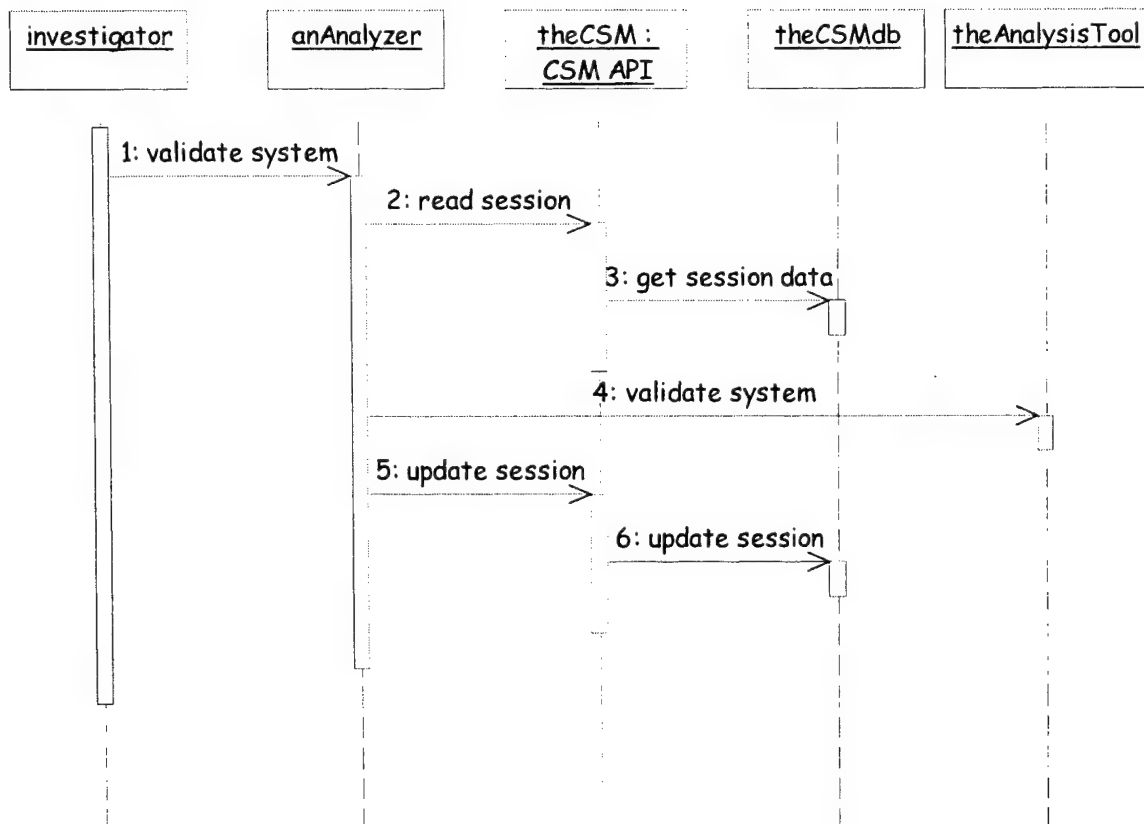 investigator
anAnalyzer
theCSM :
CSM API
theCSMdb
theAnalysisTool
1: validate system
2: read session
3: get session data
4: validate system
5: update session
6: update session